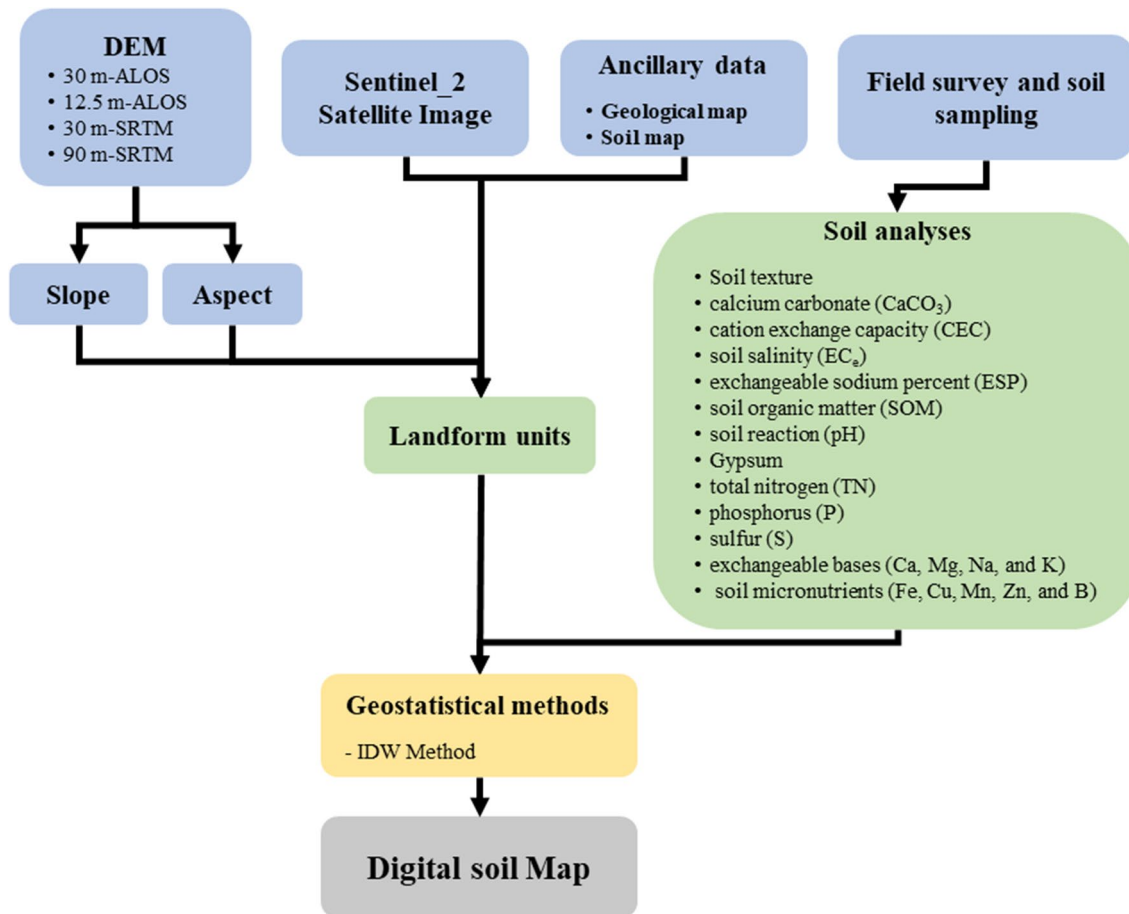 DEM
• 30 m-ALOS
• 12.5 m-ALOS
• 30 m-SRTM
• 90 m-SRTM
Sentinel_2
Satellite Image
Ancillary data
• Geological map
• Soil map
Field survey and soil
sampling
Slope
Aspect
Landform units
Soil analyses
• Soil texture
• calcium carbonate (CaCO₃)
• cation exchange capacity (CEC)
• soil salinity (ECₑ)
• exchangeable sodium percent (ESP)
• soil organic matter (SOM)
• soil reaction (pH)
• Gypsum
• total nitrogen (TN)
• phosphorus (P)
• sulfur (S)
• exchangeable bases (Ca, Mg, Na, and K)
• soil micronutrients (Fe, Cu, Mn, Zn, and B)
Geostatistical methods
- IDW Method
Digital soil Map